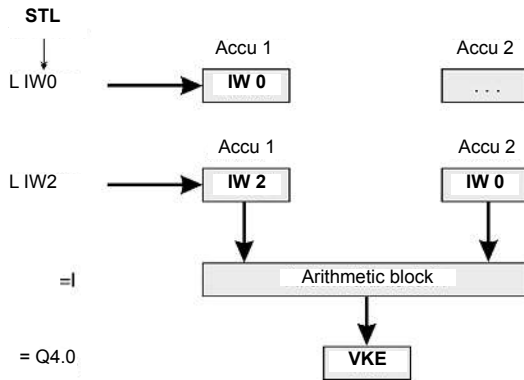 STL
Accu 1 Accu 2
L IW0 IW 0 . . .
Accu 1 Accu 2
L IW2 IW 2 IW 0
=I Arithmetic block
= Q4.0 VKE